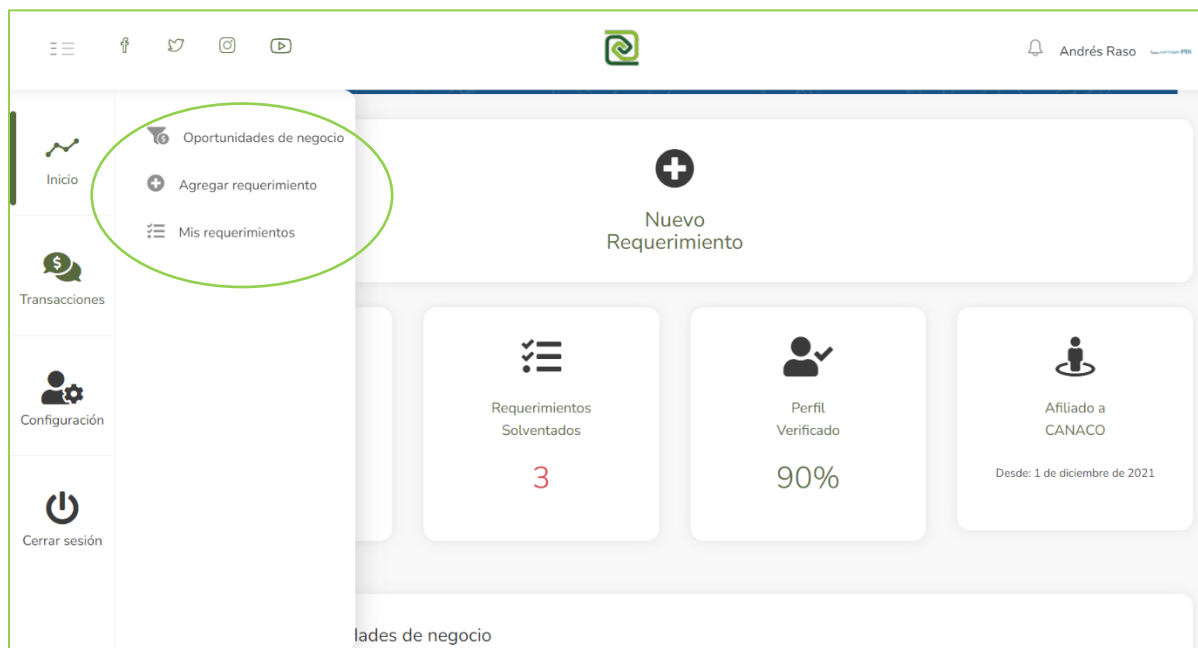 Andrés Raso
Inicio
Oportunidades de negocio
Agregar requerimiento
Mis requerimientos
Transacciones
Configuración
Cerrar sesión
Nuevo
Requerimiento
Requerimientos
Solventados
3
Perfil
Verificado
90%
Afiliado a
CANACO
Desde: 1 de diciembre de 2021
lades de negocio